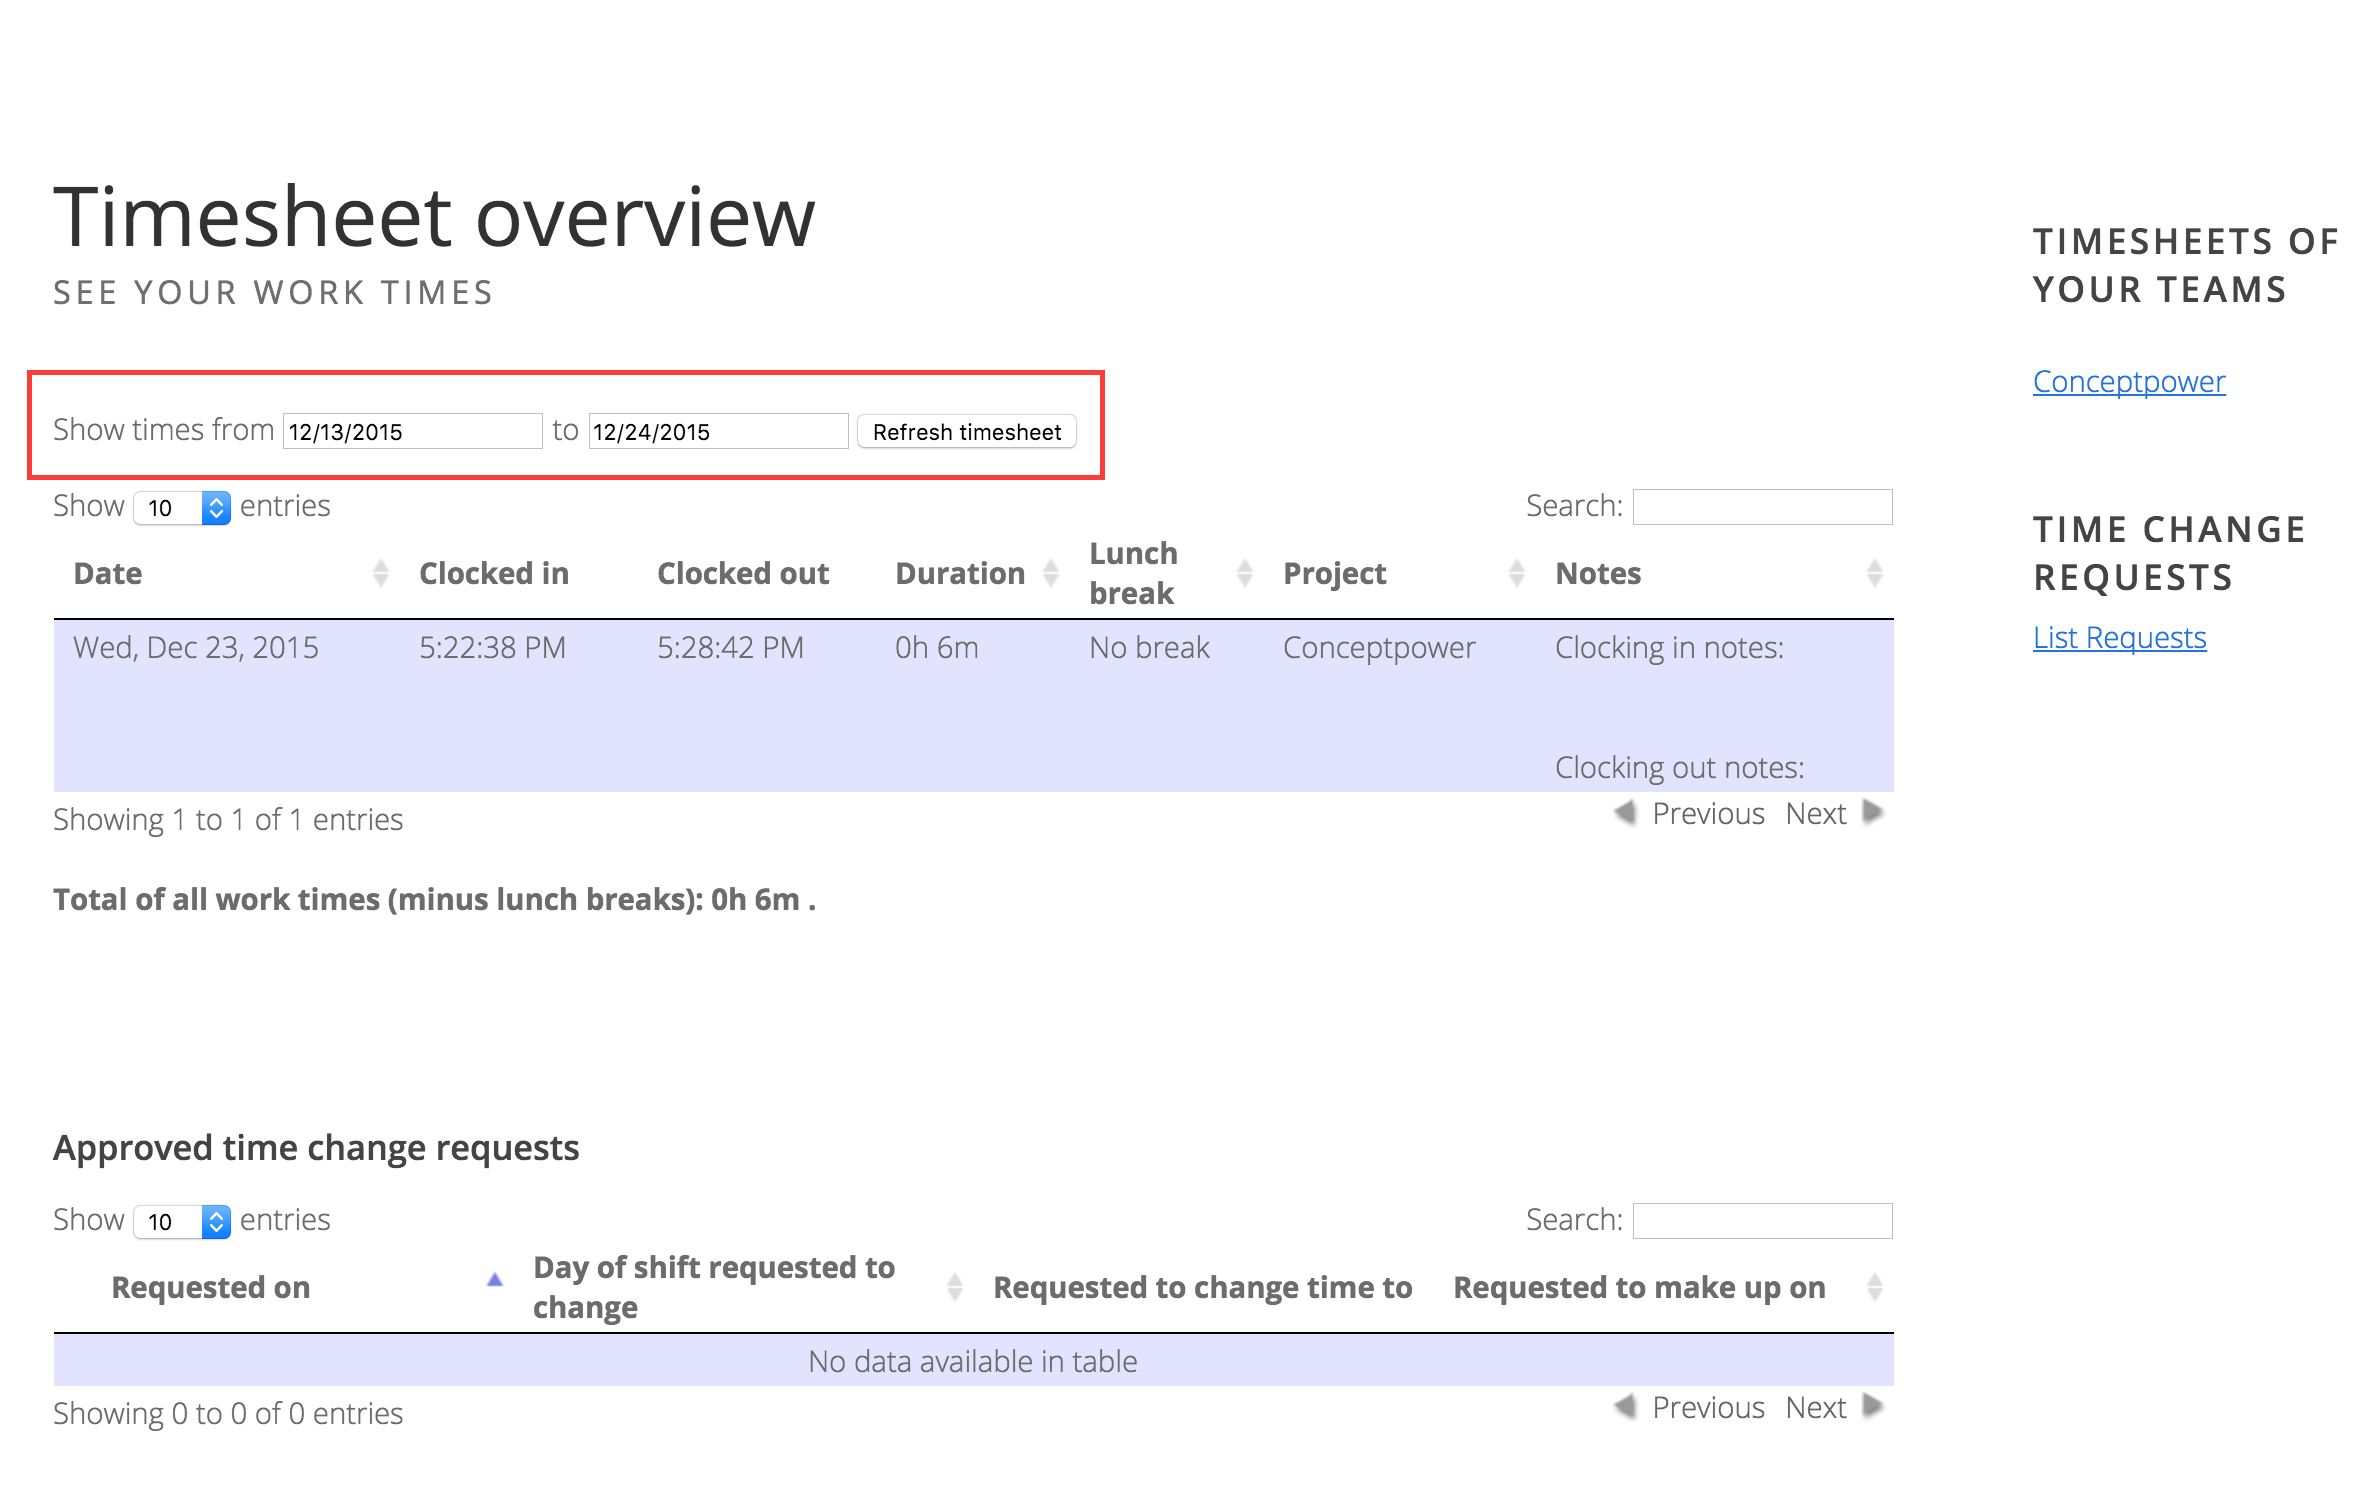 Timesheet overview
SEE YOUR WORK TIMES
Show times from 12/13/2015 to 12/24/2015 Refresh timesheet
Show 10 entries Search:
Date Clocked in Clocked out Duration Lunch break Project Notes
Wed, Dec 23, 2015 5:22:38 PM 5:28:42 PM 0h 6m No break Conceptpower Clocking in notes:
Clocking out notes:
Showing 1 to 1 of 1 entries Previous Next
Total of all work times (minus lunch breaks): 0h 6m .
Approved time change requests
Show 10 entries Search:
Requested on Day of shift requested to change Requested to change time to Requested to make up on
No data available in table
Showing 0 to 0 of 0 entries Previous Next
TIMESHEETS OF
YOUR TEAMS
Conceptpower
TIME CHANGE
REQUESTS
List Requests